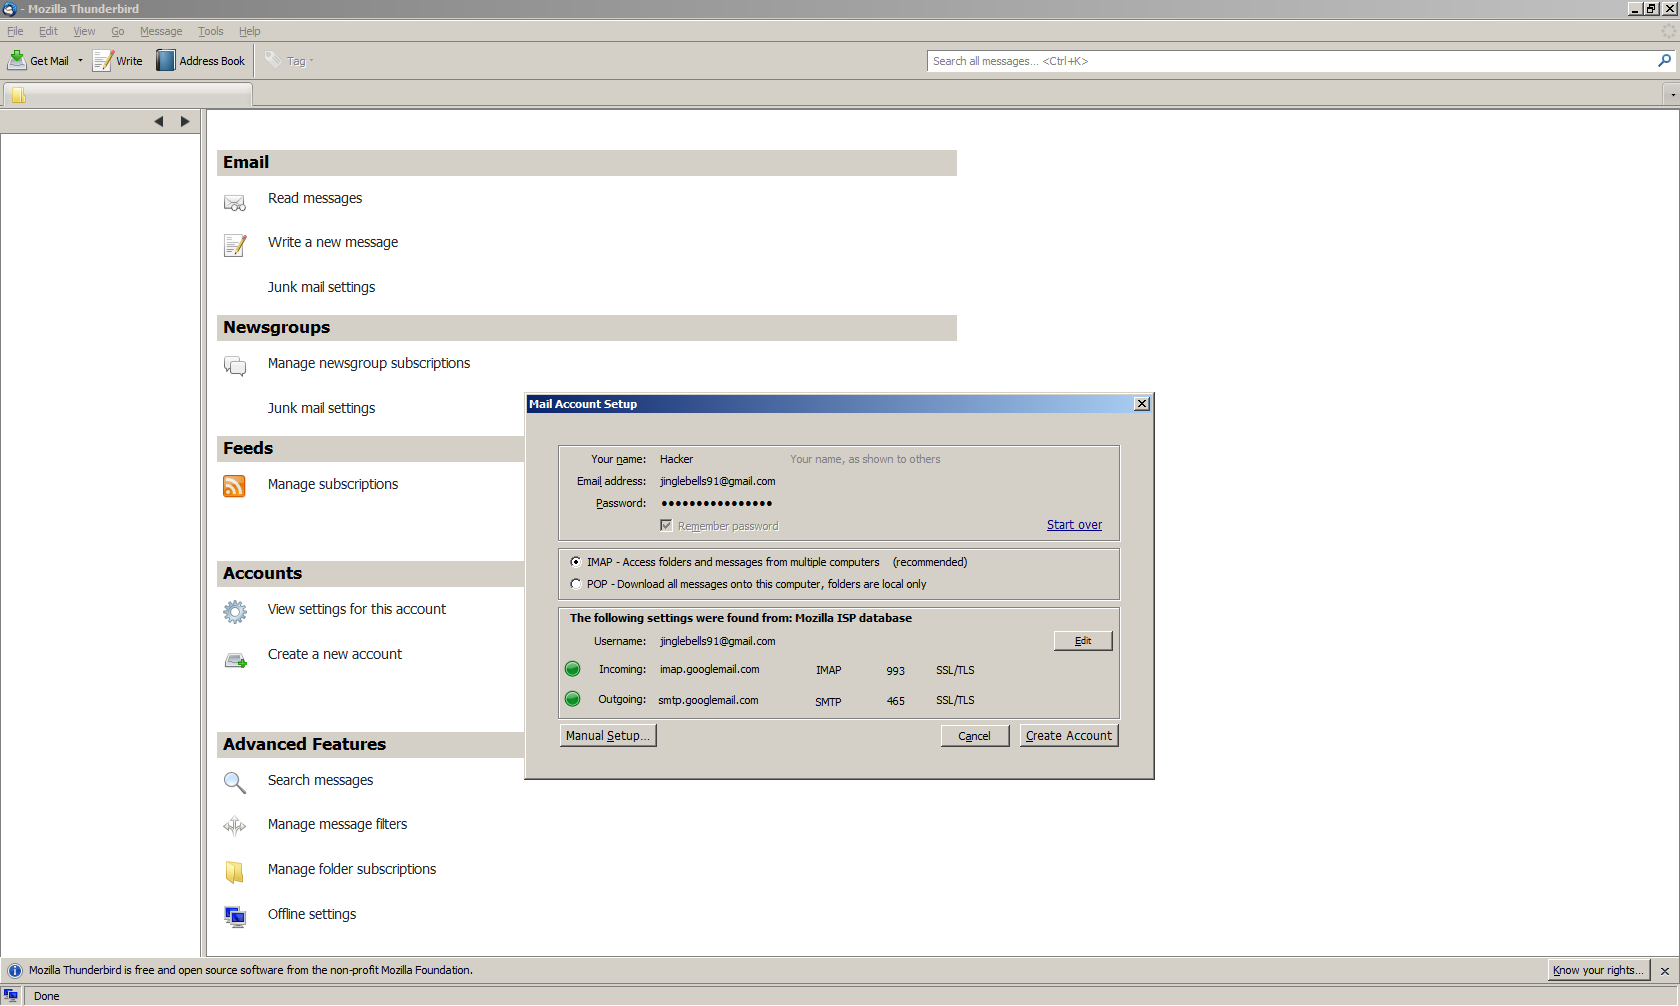 - Mozilla Thunderbird
File Edit View Go Message Tools Help
Get Mail Write Address Book Tag Search all messages... <Ctrl+K>
Email
Read messages
Write a new message
Junk mail settings
Newsgroups
Manage newsgroup subscriptions
Junk mail settings
Feeds
Manage subscriptions
Accounts
View settings for this account
Create a new account
Advanced Features
Search messages
Manage message filters
Manage folder subscriptions
Offline settings
Mail Account Setup
Your name: Hacker Your name, as shown to others
Email address: jinglebells91@gmail.com
Password: ••••••••••••••••
Remember password Start over
IMAP - Access folders and messages from multiple computers (recommended)
POP - Download all messages onto this computer, folders are local only
The following settings were found from: Mozilla ISP database
Username: jinglebells91@gmail.com Edit
Incoming: imap.googlemail.com IMAP 993 SSL/TLS
Outgoing: smtp.googlemail.com SMTP 465 SSL/TLS
Manual Setup... Cancel Create Account
Mozilla Thunderbird is free and open source software from the non-profit Mozilla Foundation. Know your rights...
Done